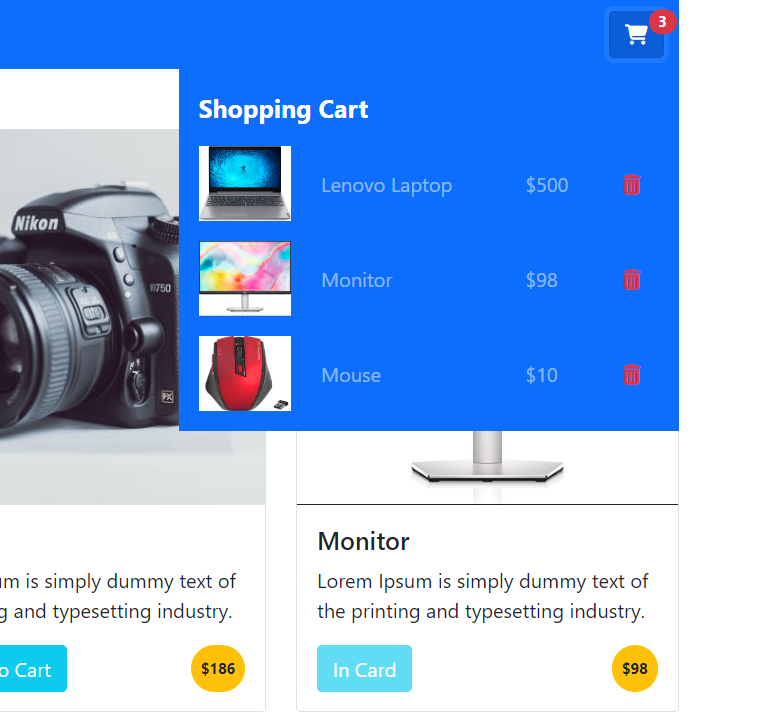 3
Shopping Cart
Lenovo Laptop $500
Monitor $98
Mouse $10
Nikon
D750
FX
is simply dummy text of
and typesetting industry.
Cart
$186
Monitor
Lorem Ipsum is simply dummy text of
the printing and typesetting industry.
In Card
$98